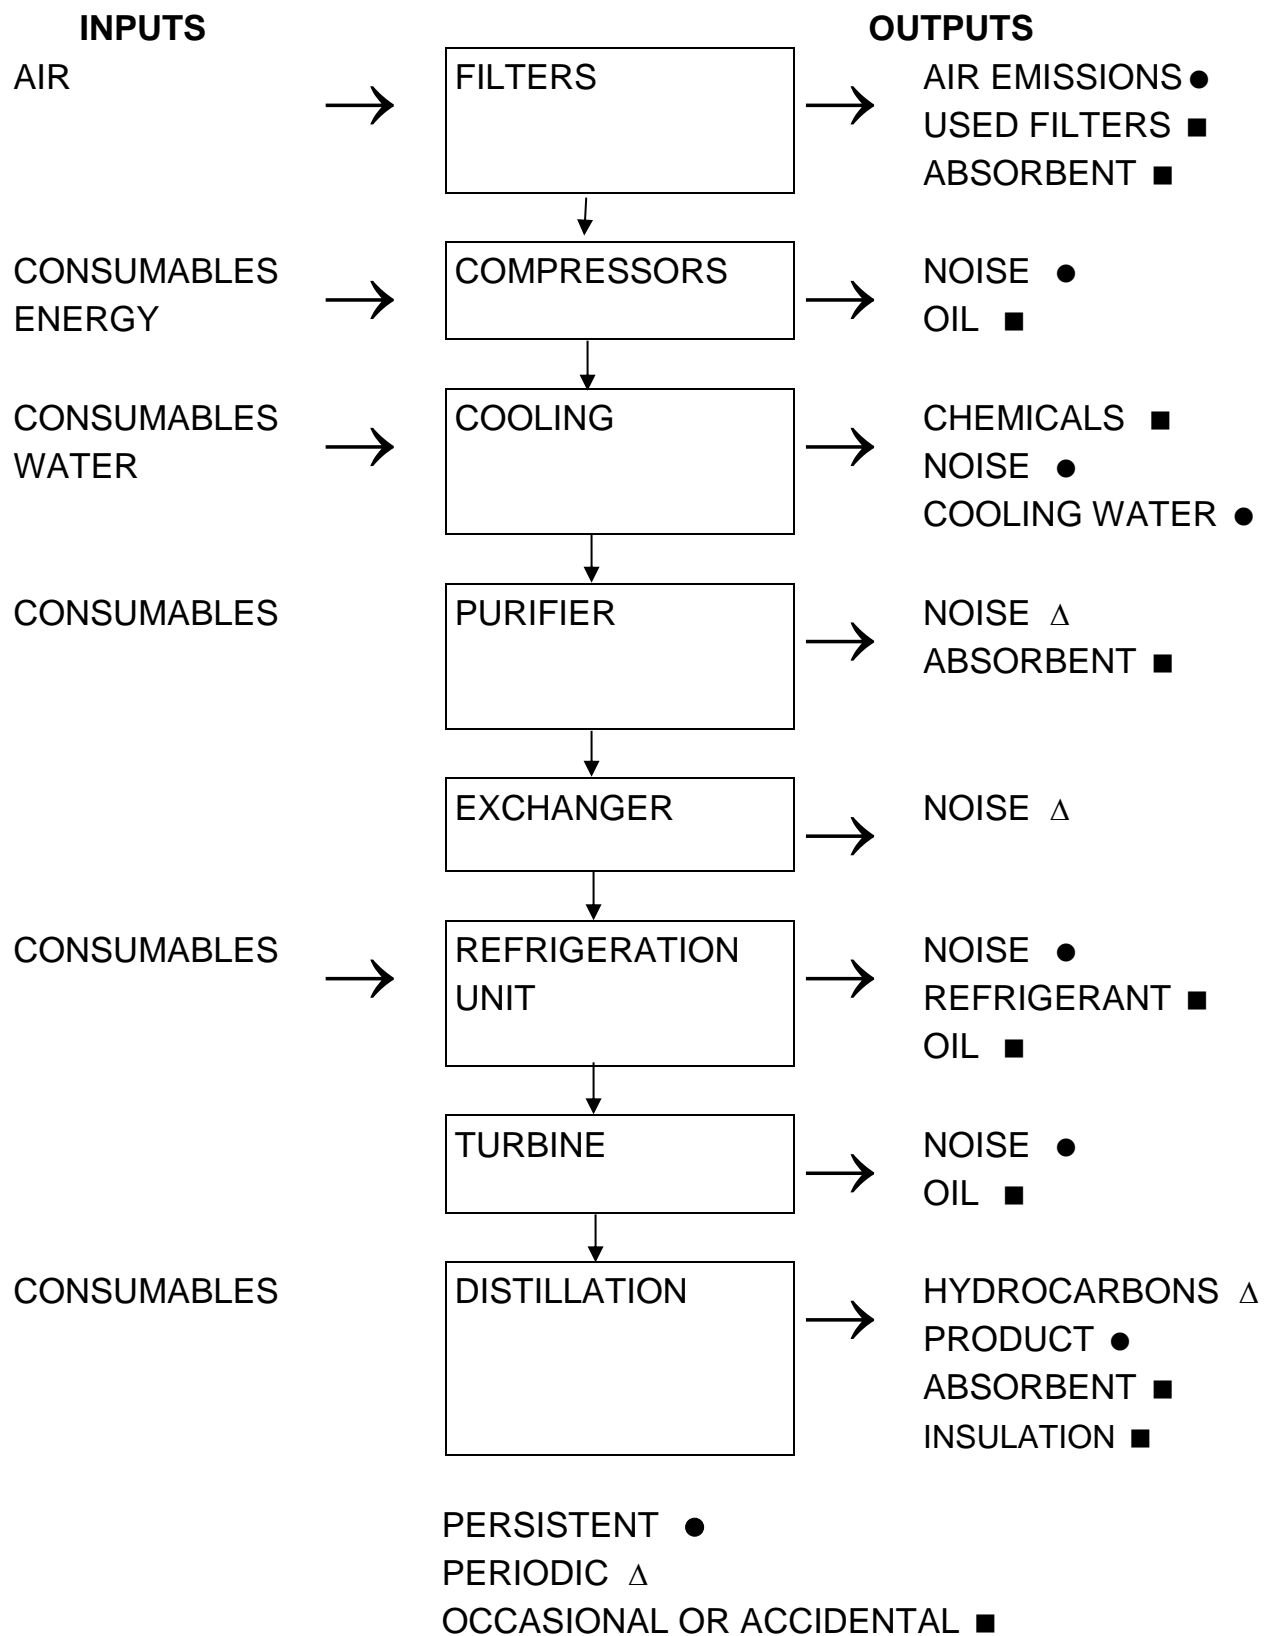 INPUTS OUTPUTS
AIR FILTERS AIR EMISSIONS ●
USED FILTERS ■
ABSORBENT ■
CONSUMABLES COMPRESSORS NOISE ●
ENERGY OIL ■
CONSUMABLES COOLING CHEMICALS ■
WATER NOISE ●
COOLING WATER ●
CONSUMABLES PURIFIER NOISE Δ
ABSORBENT ■
EXCHANGER NOISE Δ
CONSUMABLES REFRIGERATION NOISE ●
UNIT REFRIGERANT ■
OIL ■
TURBINE NOISE ●
OIL ■
CONSUMABLES DISTILLATION HYDROCARBONS Δ
PRODUCT ●
ABSORBENT ■
INSULATION ■
PERSISTENT ●
PERIODIC Δ
OCCASIONAL OR ACCIDENTAL ■